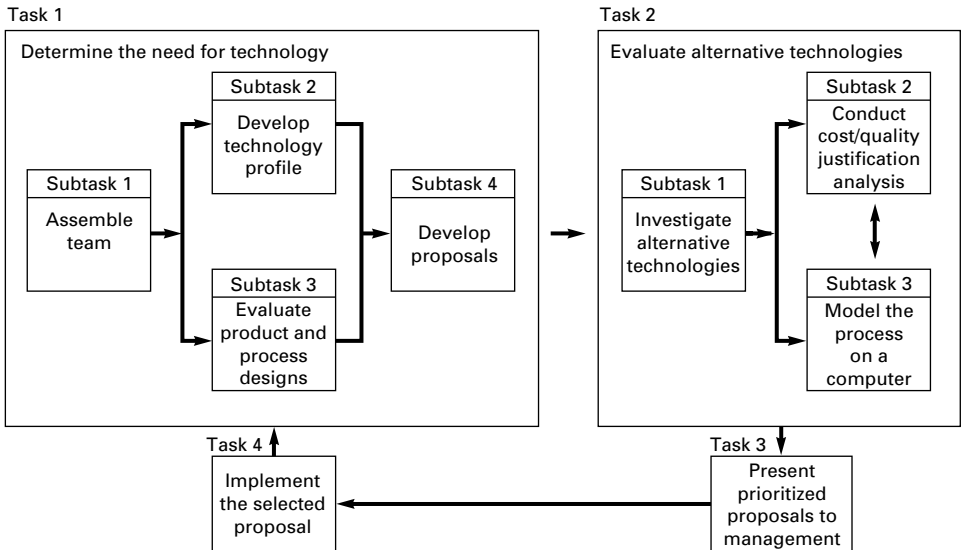 Task 1
Determine the need for technology
Subtask 1
Assemble
team
Subtask 2
Develop
technology
profile
Subtask 3
Evaluate
product and
process
designs
Subtask 4
Develop
proposals
Task 2
Evaluate alternative technologies
Subtask 1
Investigate
alternative
technologies
Subtask 2
Conduct
cost/quality
justification
analysis
Subtask 3
Model the
process
on a
computer
Task 3
Present
prioritized
proposals to
management
Task 4
Implement
the selected
proposal